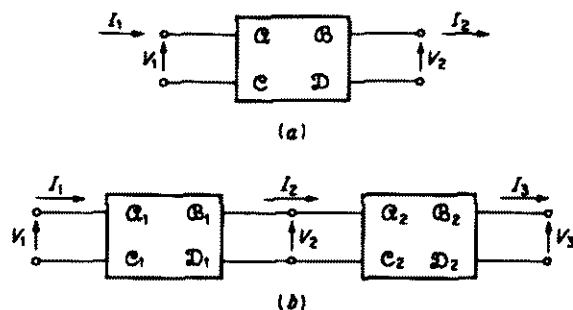 I₁ 𝒜 ℬ I₂
V₁ V₂
𝒞 𝒟
(a)
I₁ I₂ I₃
𝒜₁ ℬ₁ 𝒜₂ ℬ₂
V₁ V₂ V₃
𝒞₁ 𝒟₁ 𝒞₂ 𝒟₂
(b)